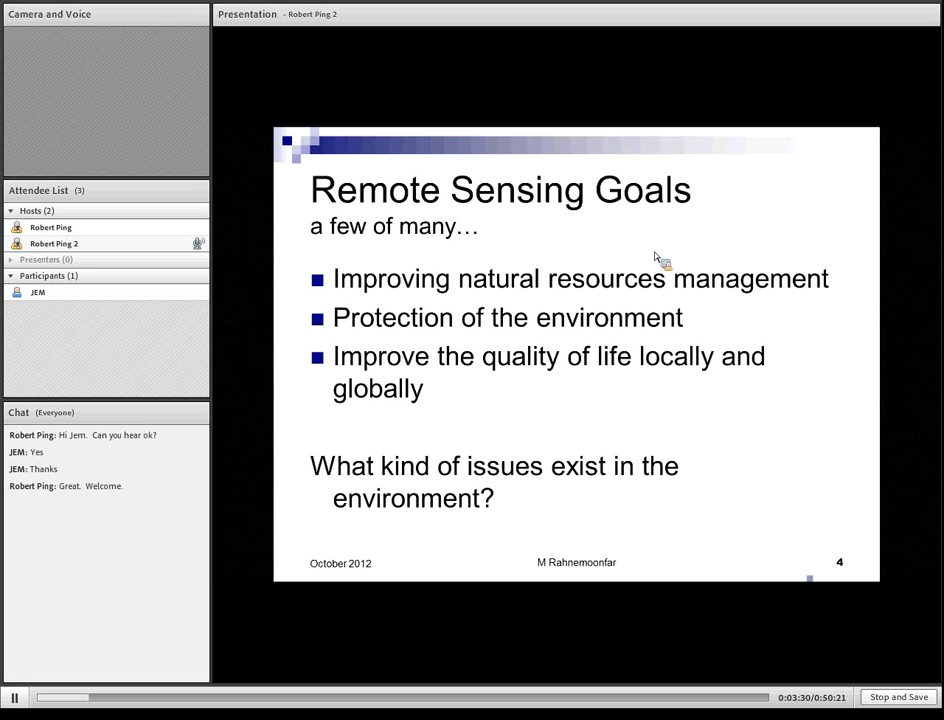 Camera and Voice
Presentation - Robert Ping 2
Attendee List (3)
Hosts (2)
Robert Ping
Robert Ping 2
Presenters (0)
Participants (1)
JEM
Chat (Everyone)
Robert Ping: Hi Jem. Can you hear ok?
JEM: Yes
JEM: Thanks
Robert Ping: Great. Welcome.
Remote Sensing Goals
a few of many…
Improving natural resources management
Protection of the environment
Improve the quality of life locally and
globally
What kind of issues exist in the
environment?
October 2012 M Rahnemoonfar 4
0:03:30/0:50:21 Stop and Save